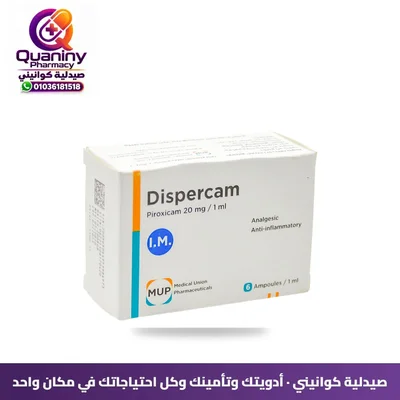 Quaniny
Pharmacy
صيدلية كوانيني
01036181518
Dispercam
Piroxicam 20 mg / 1 ml
Analgesic
Anti-inflammatory
I.M.
MUP
Medical Union
Pharmaceuticals
6 Ampoules / 1 ml
صيدلية كوانيني · أدويتك وتأمينك وكل احتياجاتك في مكان واحد